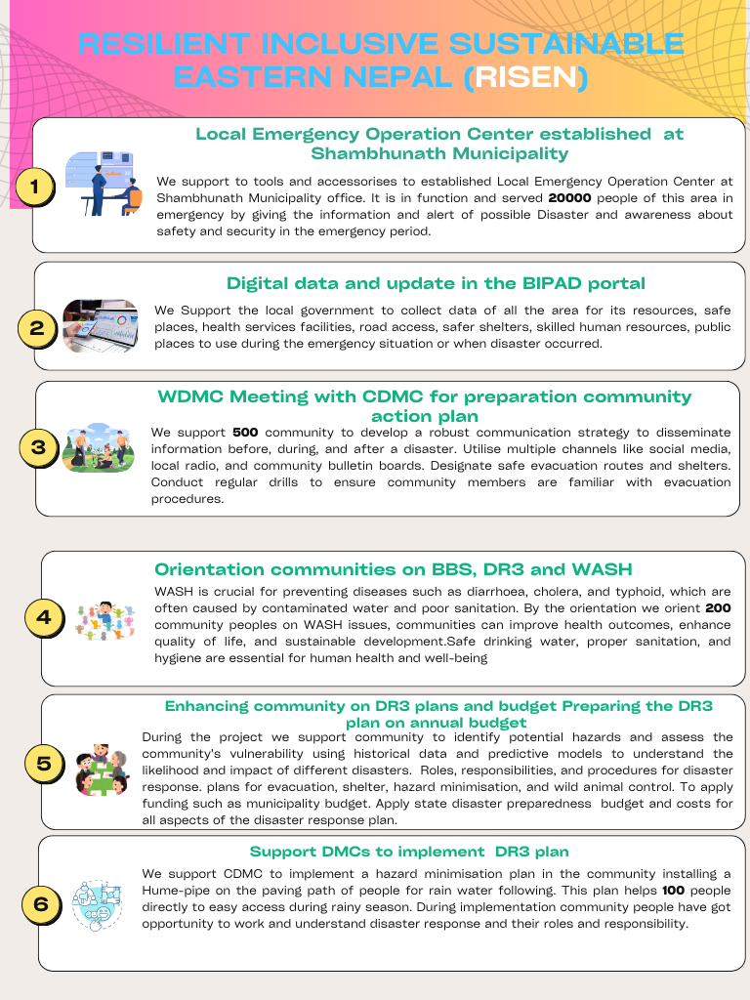 RESILIENT INCLUSIVE SUSTAINABLE
EASTERN NEPAL (RISEN)
Local Emergency Operation Center established at
Shambhunath Municipality
1
We support to tools and accessorises to established Local Emergency Operation Center at
Shambhunath Municipality office. It is in function and served 20000 people of this area in
emergency by giving the information and alert of possible Disaster and awareness about
safety and security in the emergency period.
Digital data and update in the BIPAD portal
2
We Support the local government to collect data of all the area for its resources, safe
places, health services facilities, road access, safer shelters, skilled human resources, public
places to use during the emergency situation or when disaster occurred.
WDMC Meeting with CDMC for preparation community
action plan
3
We support 500 community to develop a robust communication strategy to disseminate
information before, during, and after a disaster. Utilise multiple channels like social media,
local radio, and community bulletin boards. Designate safe evacuation routes and shelters.
Conduct regular drills to ensure community members are familiar with evacuation
procedures.
Orientation communities on BBS, DR3 and WASH
4
WASH is crucial for preventing diseases such as diarrhoea, cholera, and typhoid, which are
often caused by contaminated water and poor sanitation. By the orientation we orient 200
community peoples on WASH issues, communities can improve health outcomes, enhance
quality of life, and sustainable development.Safe drinking water, proper sanitation, and
hygiene are essential for human health and well-being
Enhancing community on DR3 plans and budget Preparing the DR3
plan on annual budget
5
During the project we support community to identify potential hazards and assess the
community's vulnerability using historical data and predictive models to understand the
likelihood and impact of different disasters. Roles, responsibilities, and procedures for disaster
response. plans for evacuation, shelter, hazard minimisation, and wild animal control. To apply
funding such as municipality budget. Apply state disaster preparedness budget and costs for
all aspects of the disaster response plan.
Support DMCs to implement DR3 plan
6
We support CDMC to implement a hazard minimisation plan in the community installing a
Hume-pipe on the paving path of people for rain water following. This plan helps 100 people
directly to easy access during rainy season. During implementation community people have got
opportunity to work and understand disaster response and their roles and responsibility.